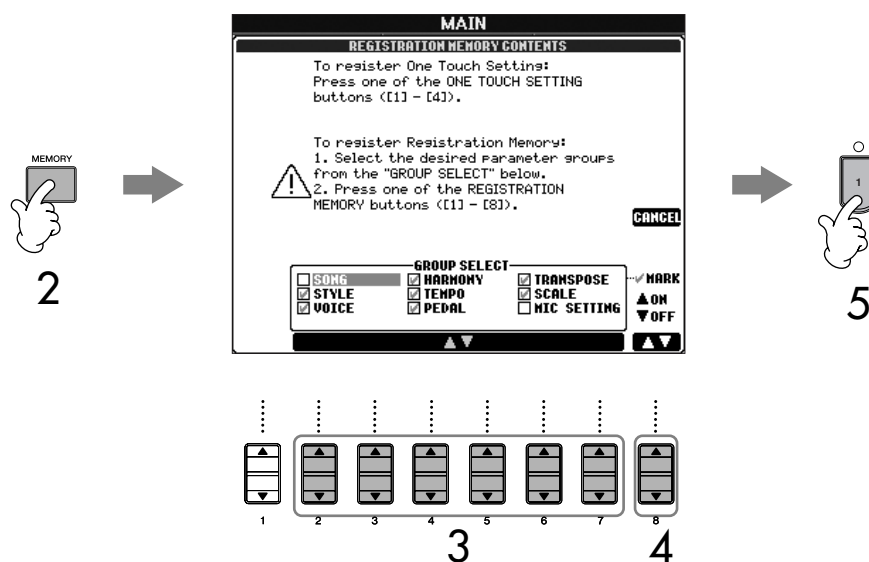 MAIN
REGISTRATION MEMORY CONTENTS
To register One Touch Setting:
Press one of the ONE TOUCH SETTING
buttons ([1] - [4]).
To register Registration Memory:
1. Select the desired parameter groups
from the "GROUP SELECT" below.
2. Press one of the REGISTRATION
MEMORY buttons ([1] - [8]).
CANCEL
MEMORY
2
1
5
GROUP SELECT
SONG HARMONY TRANSPOSE MARK
STYLE TEMPO SCALE ▲ON
VOICE PEDAL MIC SETTING ▼OFF
▲▼ ▲▼
1 2 3 4 5 6 7 8
3 4